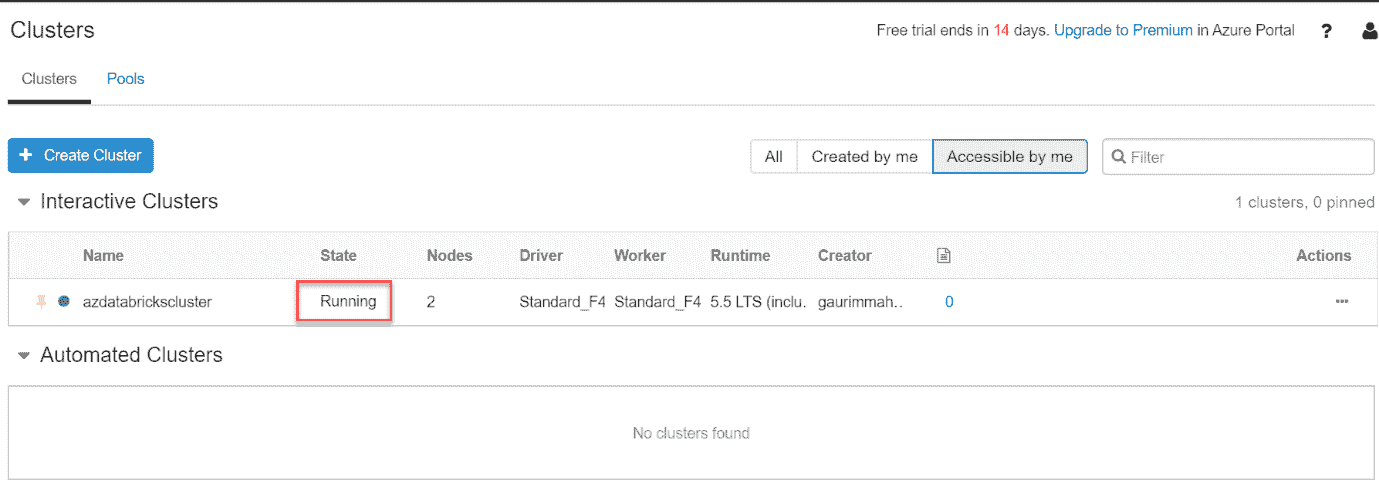 Clusters Free trial ends in 14 days. Upgrade to Premium in Azure Portal ?
Clusters Pools
+ Create Cluster All Created by me Accessible by me Filter
Interactive Clusters 1 clusters, 0 pinned
Name State Nodes Driver Worker Runtime Creator Actions
azdatabrickscluster Running 2 Standard_F4 Standard_F4 5.5 LTS (inclu. gaurimmah.. 0 ...
Automated Clusters
No clusters found